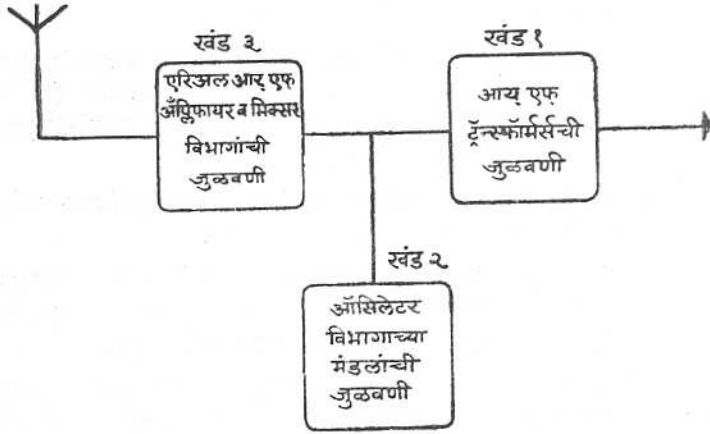 खंड ३
एरिअल आर् एफ्
अँप्लिफायर व मिक्सर
विभागांची
जुळवणी
खंड १
आय् एफ्
ट्रॅन्स्फॉर्मर्सची
जुळवणी
खंड २
ऑसिलेटर
विभागाच्या
मंडलांची
जुळवणी